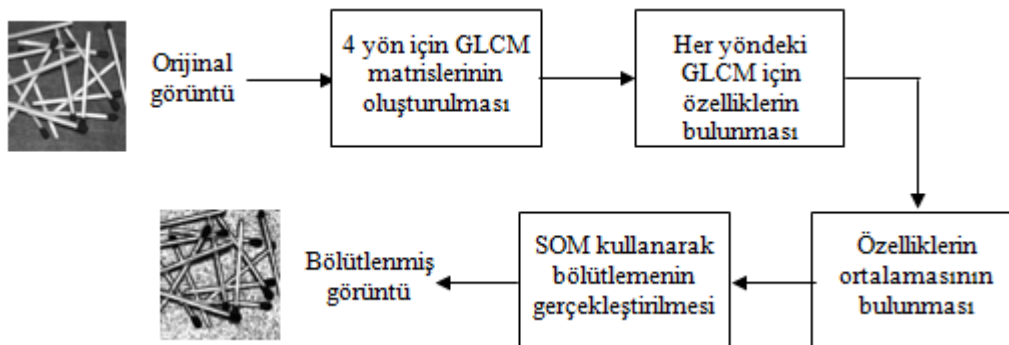 Orijinal
görüntü
4 yön için GLCM
matrislerinin
oluşturulması
Her yöndeki
GLCM için
özelliklerin
bulunması
Özelliklerin
ortalamasının
bulunması
SOM kullanarak
bölütlemenin
gerçekleştirilmesi
Bölütlenmiş
görüntü